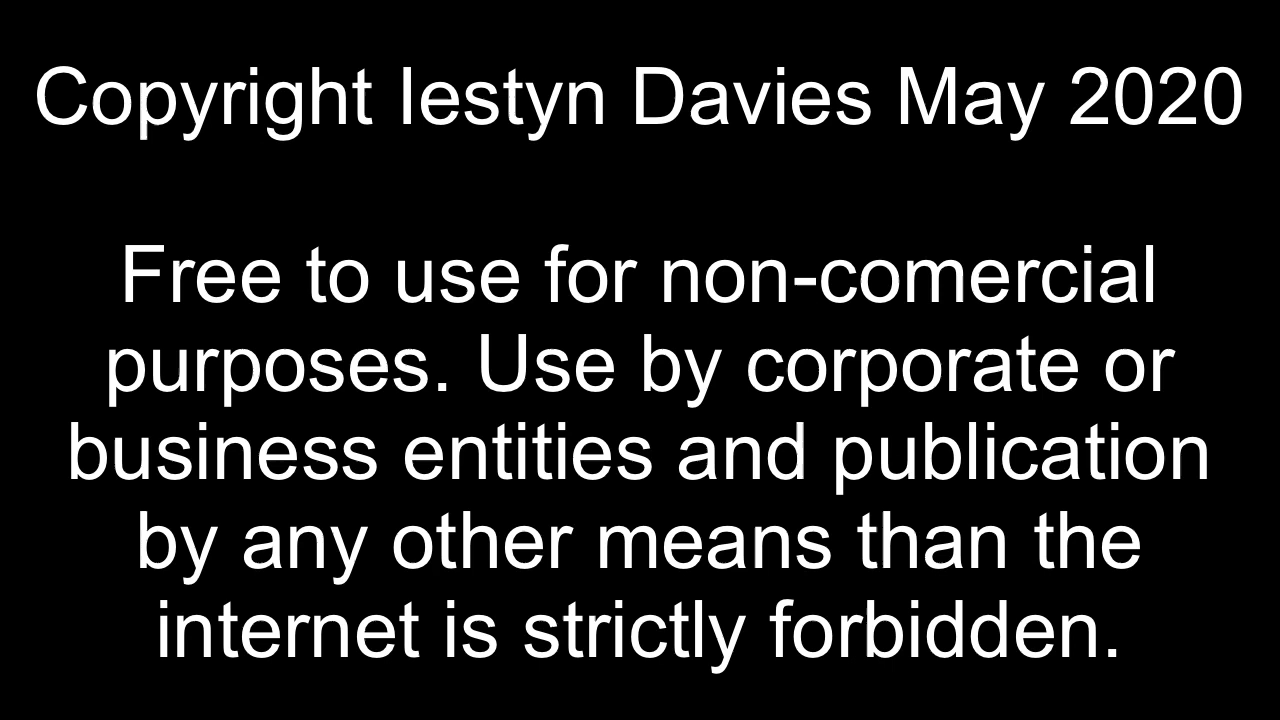 Copyright Iestyn Davies May 2020
Free to use for non-comercial
purposes. Use by corporate or
business entities and publication
by any other means than the
internet is strictly forbidden.